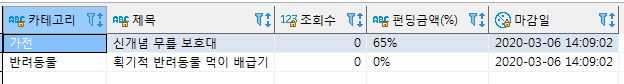 ABC 카테고리 ABC 제목 123 조회수 ABC 펀딩금액(%) 마감일
가전 신개념 무릎 보호대 0 65% 2020-03-06 14:09:02
반려동물 획기적 반려동물 먹이 배급기 0 0% 2020-03-06 14:09:02